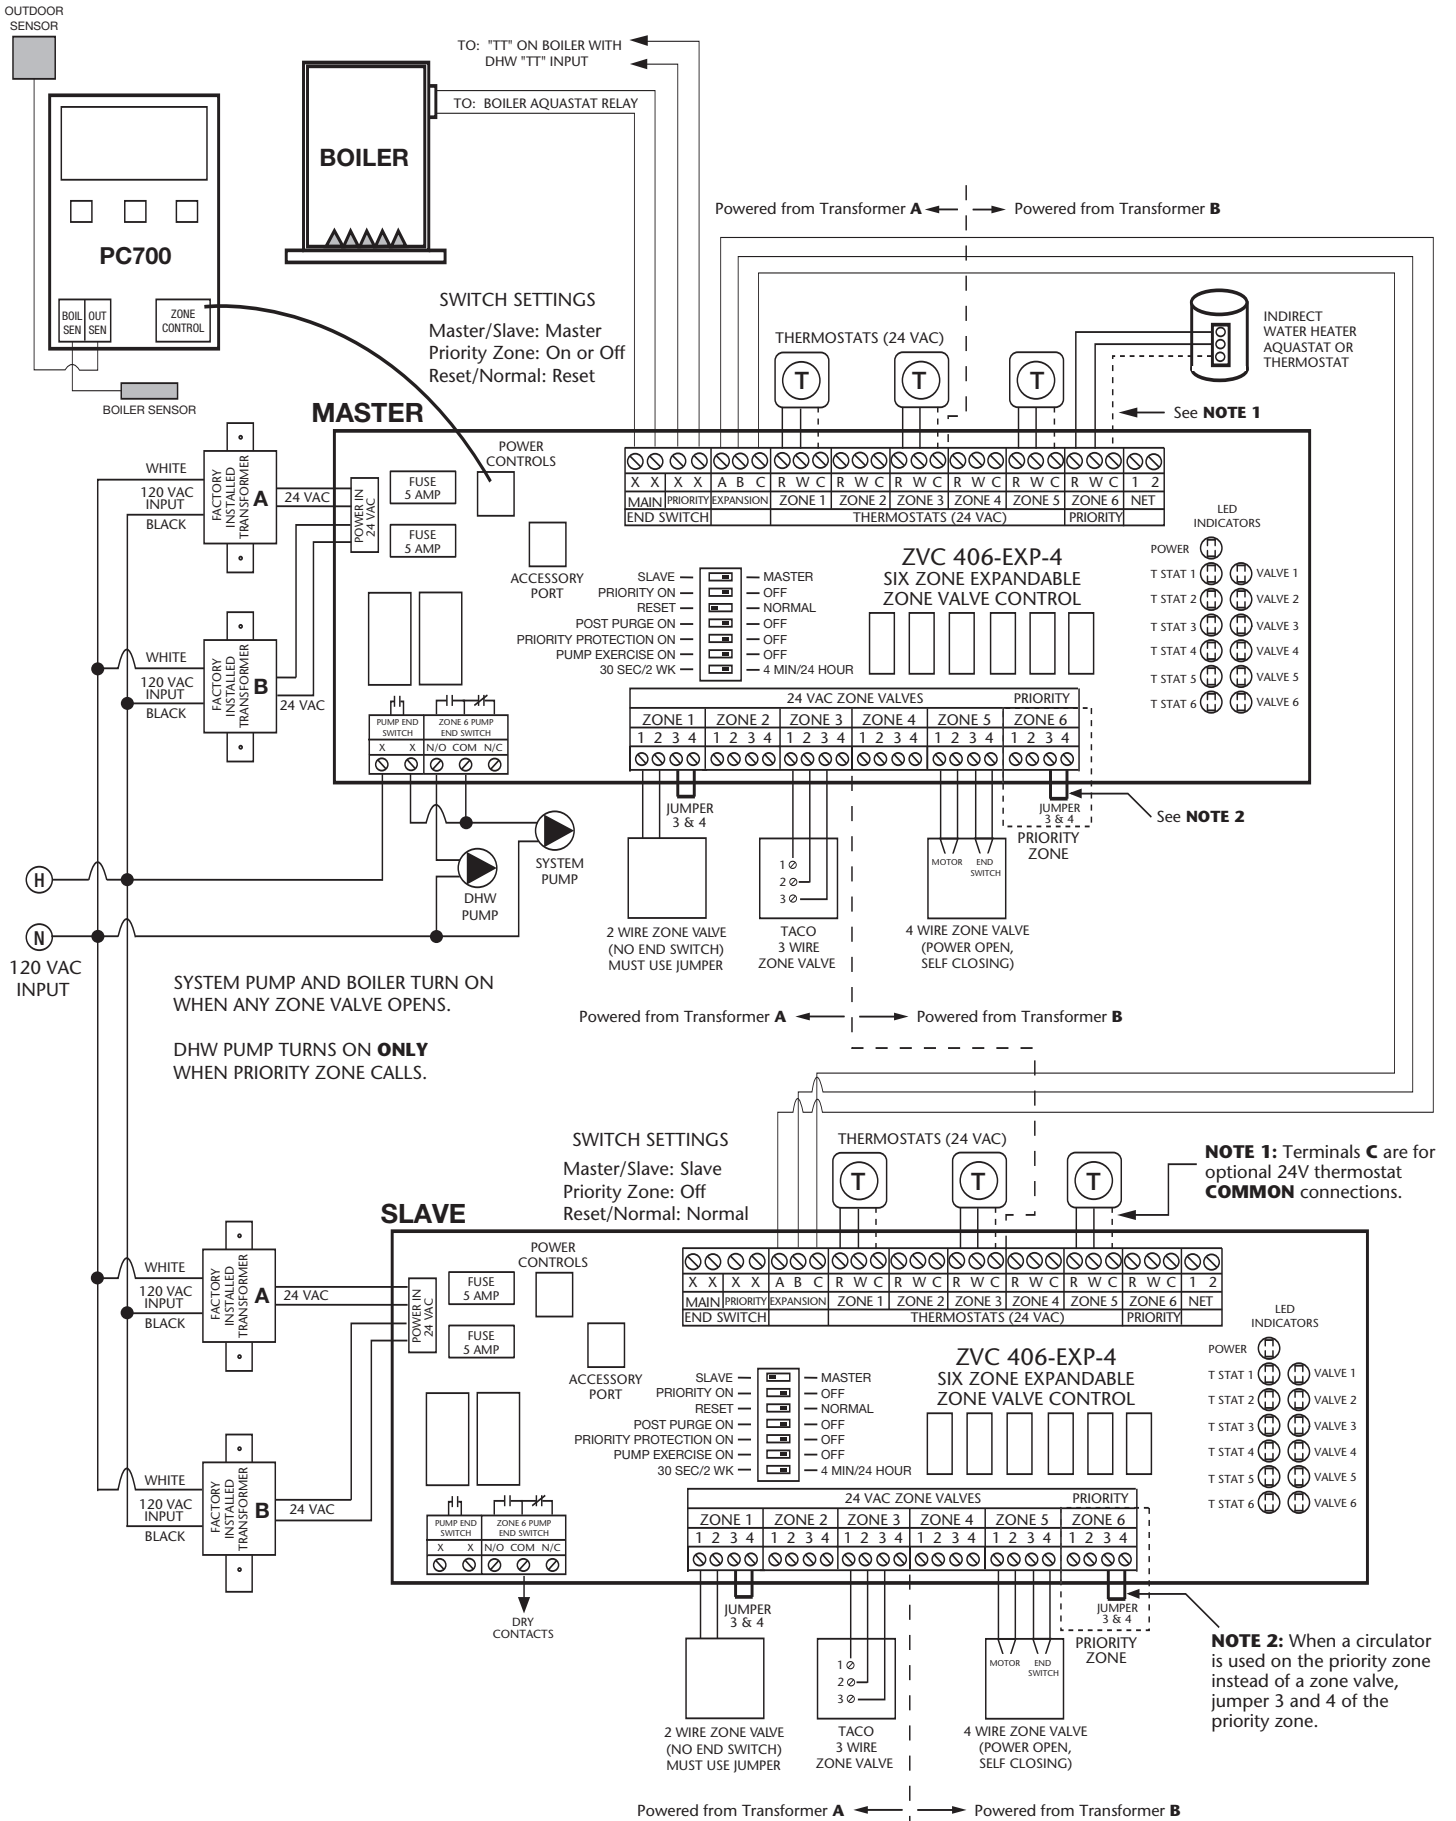 OUTDOOR
SENSOR
TO: "TT" ON BOILER WITH
DHW "TT" INPUT
TO: BOILER AQUASTAT RELAY
BOILER
PC700
BOIL
SEN
OUT
SEN
ZONE
CONTROL
BOILER SENSOR
Powered from Transformer A
Powered from Transformer B
SWITCH SETTINGS
Master/Slave: Master
Priority Zone: On or Off
Reset/Normal: Reset
THERMOSTATS (24 VAC)
T T T
INDIRECT
WATER HEATER
AQUASTAT OR
THERMOSTAT
See NOTE 1
MASTER
WHITE
120 VAC
INPUT
BLACK
FACTORY
INSTALLED
TRANSFORMER
A
24 VAC
WHITE
120 VAC
INPUT
BLACK
FACTORY
INSTALLED
TRANSFORMER
B
24 VAC
POWER IN
24 VAC
FUSE
5 AMP
FUSE
5 AMP
POWER
CONTROLS
ACCESSORY
PORT
X X X X A B C R W C R W C R W C R W C R W C R W C 1 2
MAIN PRIORITY EXPANSION ZONE 1 ZONE 2 ZONE 3 ZONE 4 ZONE 5 ZONE 6 NET
END SWITCH THERMOSTATS (24 VAC) PRIORITY
ZVC 406-EXP-4
SIX ZONE EXPANDABLE
ZONE VALVE CONTROL
SLAVE MASTER
PRIORITY ON OFF
RESET NORMAL
POST PURGE ON OFF
PRIORITY PROTECTION ON OFF
PUMP EXERCISE ON OFF
30 SEC/2 WK 4 MIN/24 HOUR
LED
INDICATORS
POWER
T STAT 1 VALVE 1
T STAT 2 VALVE 2
T STAT 3 VALVE 3
T STAT 4 VALVE 4
T STAT 5 VALVE 5
T STAT 6 VALVE 6
PUMP END
SWITCH
X X
ZONE 6 PUMP
END SWITCH
N/O COM N/C
24 VAC ZONE VALVES PRIORITY
ZONE 1 ZONE 2 ZONE 3 ZONE 4 ZONE 5 ZONE 6
1 2 3 4 1 2 3 4 1 2 3 4 1 2 3 4 1 2 3 4 1 2 3 4
JUMPER
3 & 4
JUMPER
3 & 4
PRIORITY
ZONE
See NOTE 2
SYSTEM
PUMP
DHW
PUMP
1
2
3
MOTOR
END
SWITCH
2 WIRE ZONE VALVE
(NO END SWITCH)
MUST USE JUMPER
TACO
3 WIRE
ZONE VALVE
4 WIRE ZONE VALVE
(POWER OPEN,
SELF CLOSING)
H
N
120 VAC
INPUT
SYSTEM PUMP AND BOILER TURN ON
WHEN ANY ZONE VALVE OPENS.
DHW PUMP TURNS ON ONLY
WHEN PRIORITY ZONE CALLS.
Powered from Transformer A
Powered from Transformer B
SWITCH SETTINGS
Master/Slave: Slave
Priority Zone: Off
Reset/Normal: Normal
THERMOSTATS (24 VAC)
T T T
NOTE 1: Terminals C are for
optional 24V thermostat
COMMON connections.
SLAVE
WHITE
120 VAC
INPUT
BLACK
FACTORY
INSTALLED
TRANSFORMER
A
24 VAC
WHITE
120 VAC
INPUT
BLACK
FACTORY
INSTALLED
TRANSFORMER
B
24 VAC
POWER IN
24 VAC
FUSE
5 AMP
FUSE
5 AMP
POWER
CONTROLS
ACCESSORY
PORT
X X X X A B C R W C R W C R W C R W C R W C R W C 1 2
MAIN PRIORITY EXPANSION ZONE 1 ZONE 2 ZONE 3 ZONE 4 ZONE 5 ZONE 6 NET
END SWITCH THERMOSTATS (24 VAC) PRIORITY
ZVC 406-EXP-4
SIX ZONE EXPANDABLE
ZONE VALVE CONTROL
SLAVE MASTER
PRIORITY ON OFF
RESET NORMAL
POST PURGE ON OFF
PRIORITY PROTECTION ON OFF
PUMP EXERCISE ON OFF
30 SEC/2 WK 4 MIN/24 HOUR
LED
INDICATORS
POWER
T STAT 1 VALVE 1
T STAT 2 VALVE 2
T STAT 3 VALVE 3
T STAT 4 VALVE 4
T STAT 5 VALVE 5
T STAT 6 VALVE 6
PUMP END
SWITCH
X X
ZONE 6 PUMP
END SWITCH
N/O COM N/C
DRY
CONTACTS
24 VAC ZONE VALVES PRIORITY
ZONE 1 ZONE 2 ZONE 3 ZONE 4 ZONE 5 ZONE 6
1 2 3 4 1 2 3 4 1 2 3 4 1 2 3 4 1 2 3 4 1 2 3 4
JUMPER
3 & 4
JUMPER
3 & 4
PRIORITY
ZONE
1
2
3
MOTOR
END
SWITCH
2 WIRE ZONE VALVE
(NO END SWITCH)
MUST USE JUMPER
TACO
3 WIRE
ZONE VALVE
4 WIRE ZONE VALVE
(POWER OPEN,
SELF CLOSING)
NOTE 2: When a circulator
is used on the priority zone
instead of a zone valve,
jumper 3 and 4 of the
priority zone.
Powered from Transformer A
Powered from Transformer B